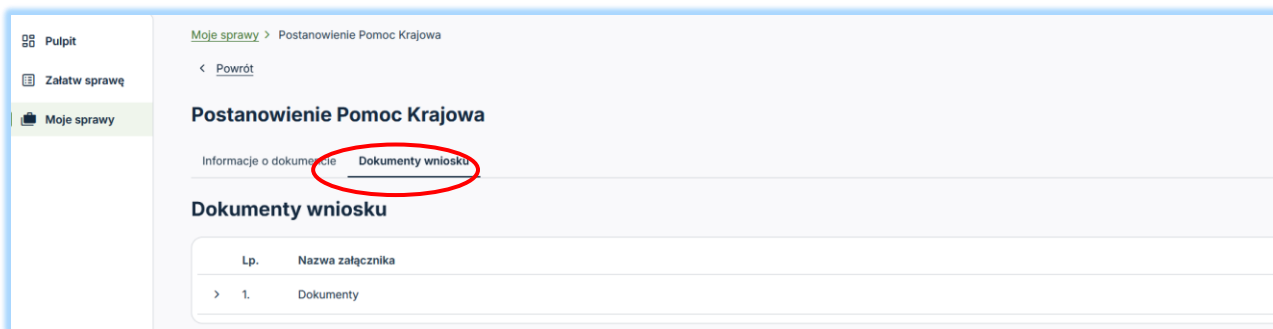 Pulpit
Załatw sprawę
Moje sprawy
Moje sprawy > Postanowienie Pomoc Krajowa
< Powrót
Postanowienie Pomoc Krajowa
Informacje o dokumencie Dokumenty wniosku
Dokumenty wniosku
Lp. Nazwa załącznika
> 1. Dokumenty